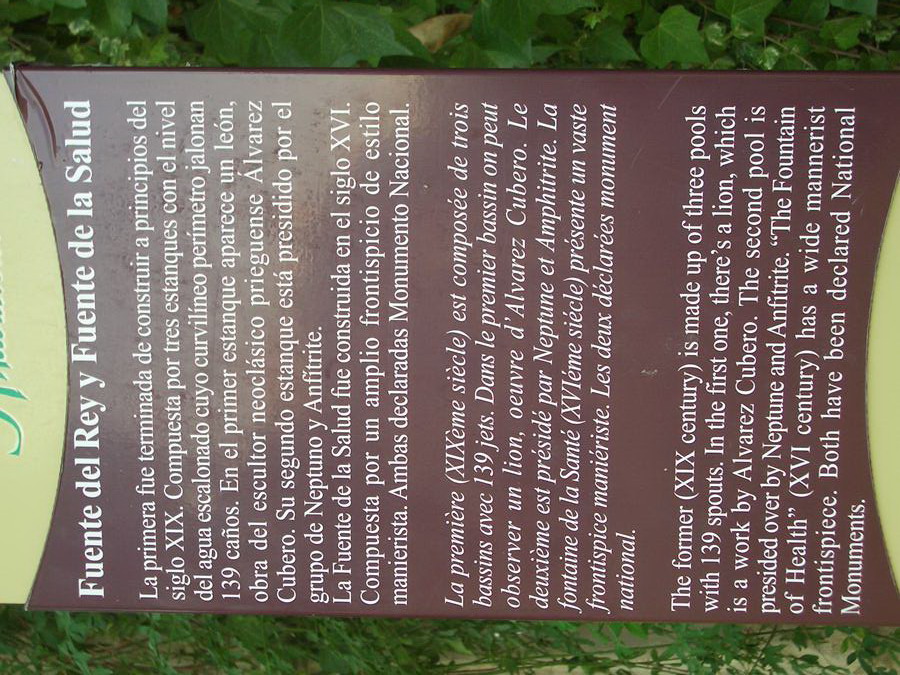 Fuente del Rey y Fuente de la Salud
La primera fue terminada de construir a principios del
siglo XIX. Compuesta por tres estanques con el nivel
del agua escalonado cuyo curvilíneo perímetro jalonan
139 caños. En el primer estanque aparece un león,
obra del escultor neoclásico prieguense Álvarez
Cubero. Su segundo estanque está presidido por el
grupo de Neptuno y Anfítrite.
La Fuente de la Salud fue construida en el siglo XVI.
Compuesta por un amplio frontispicio de estilo
manierista. Ambas declaradas Monumento Nacional.
La première (XIXème siècle) est composée de trois
bassins avec 139 jets. Dans le premier bassin on peut
observer un lion, oeuvre d'Alvarez Cubero. Le
deuxième est présidé par Neptune et Amphitrite. La
fontaine de la Santé (XVIéme siécle) présente un vaste
frontispice maniériste. Les deux déclarées monument
national.
The former (XIX century) is made up of three pools
with 139 spouts. In the first one, there's a lion, which
is a work by Alvarez Cubero. The second pool is
presided over by Neptune and Anfitrite. "The Fountain
of Health" (XVI century) has a wide mannerist
frontispiece. Both have been declared National
Monuments.